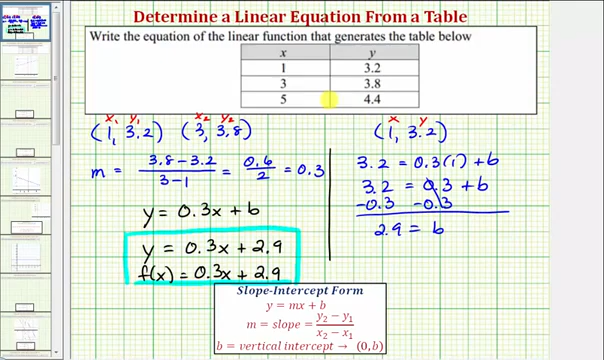 Determine a Linear Equation From a Table
Write the equation of the linear function that generates the table below
x y
1 3.2
3 3.8
5 4.4
x₁ y₁ x₂ y₂ x y
(1, 3.2) (3, 3.8) (1, 3.2)
m = (3.8 − 3.2)/(3 − 1) = 0.6/2 = 0.3
3.2 = 0.3(1) + b
3.2 = 0.3 + b
-0.3 -0.3
2.9 = b
y = 0.3x + b
y = 0.3x + 2.9
f(x) = 0.3x + 2.9
Slope-Intercept Form
y = mx + b
m = slope = (y₂ − y₁)/(x₂ − x₁)
b = vertical intercept → (0, b)